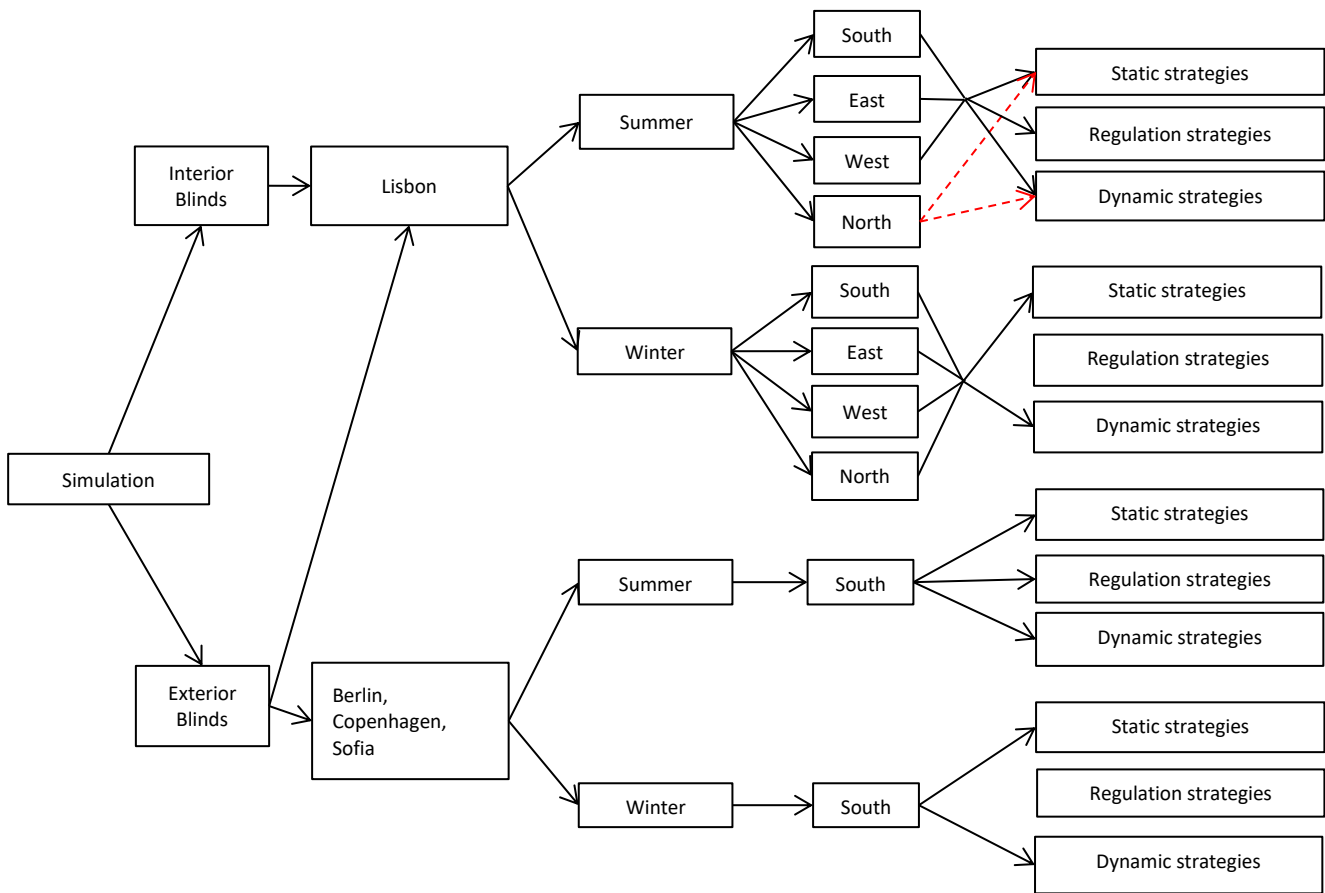 Simulation
Interior
Blinds
Exterior
Blinds
Lisbon
Berlin,
Copenhagen,
Sofia
Summer
Winter
Summer
Winter
South
East
West
North
South
East
West
North
South
South
Static strategies
Regulation strategies
Dynamic strategies
Static strategies
Regulation strategies
Dynamic strategies
Static strategies
Regulation strategies
Dynamic strategies
Static strategies
Regulation strategies
Dynamic strategies